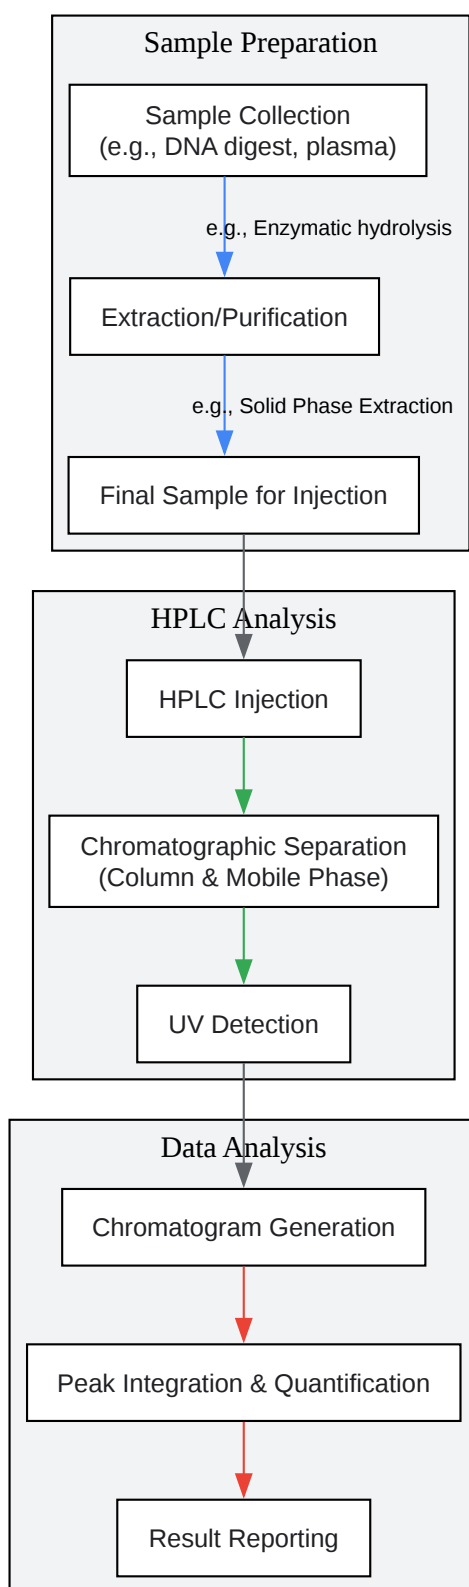 Sample Preparation
Sample Collection
(e.g., DNA digest, plasma)
e.g., Enzymatic hydrolysis
Extraction/Purification
e.g., Solid Phase Extraction
Final Sample for Injection
HPLC Analysis
HPLC Injection
Chromatographic Separation
(Column & Mobile Phase)
UV Detection
Data Analysis
Chromatogram Generation
Peak Integration & Quantification
Result Reporting